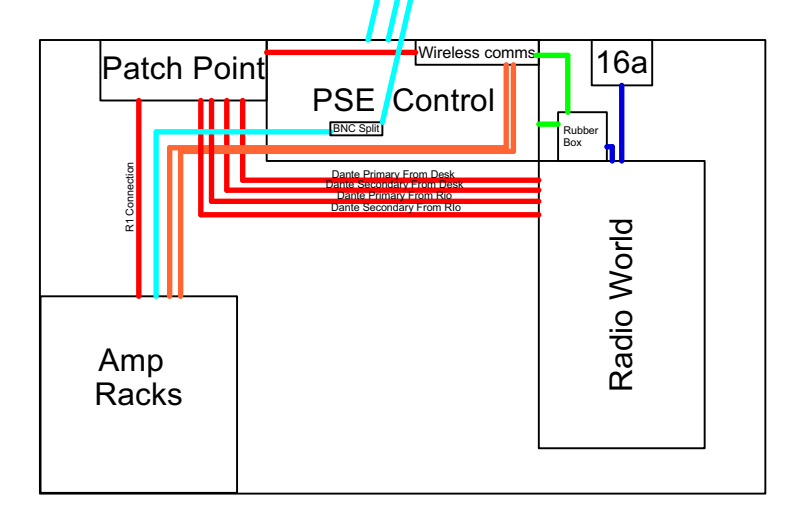 Patch Point
Wireless comms
16a
PSE Control
BNC Split
Rubber
Box
Dante Primary From Desk
Dante Secondary From Desk
Dante Primary From Rio
Dante Secondary From RIo
R1 Connection
Radio World
Amp
Racks